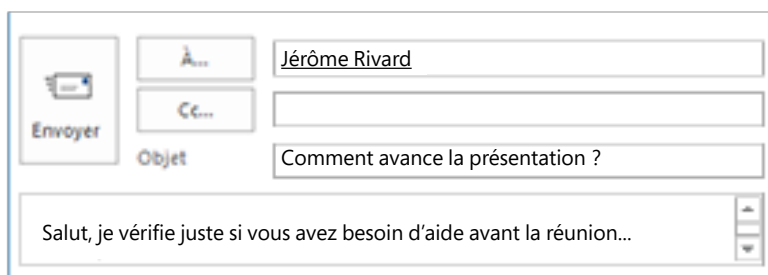 À...
Jérôme Rivard
Cc...
Envoyer
Objet
Comment avance la présentation ?
Salut, je vérifie juste si vous avez besoin d’aide avant la réunion...